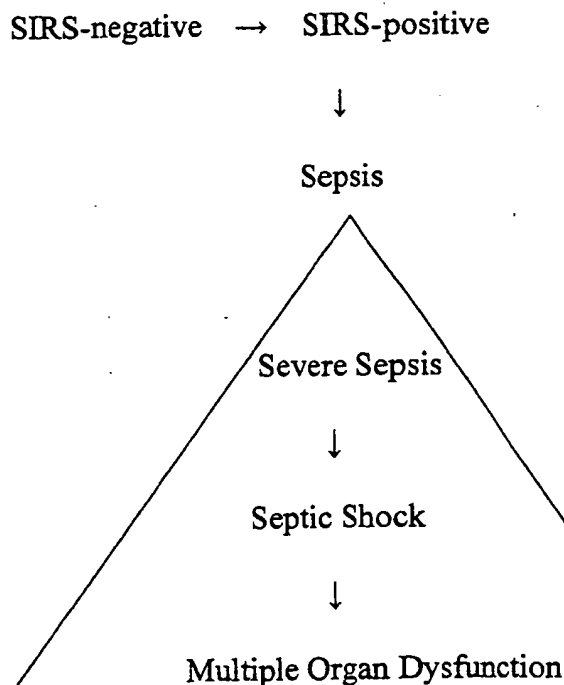 SIRS-negative → SIRS-positive
↓
Sepsis
Severe Sepsis
↓
Septic Shock
↓
Multiple Organ Dysfunction